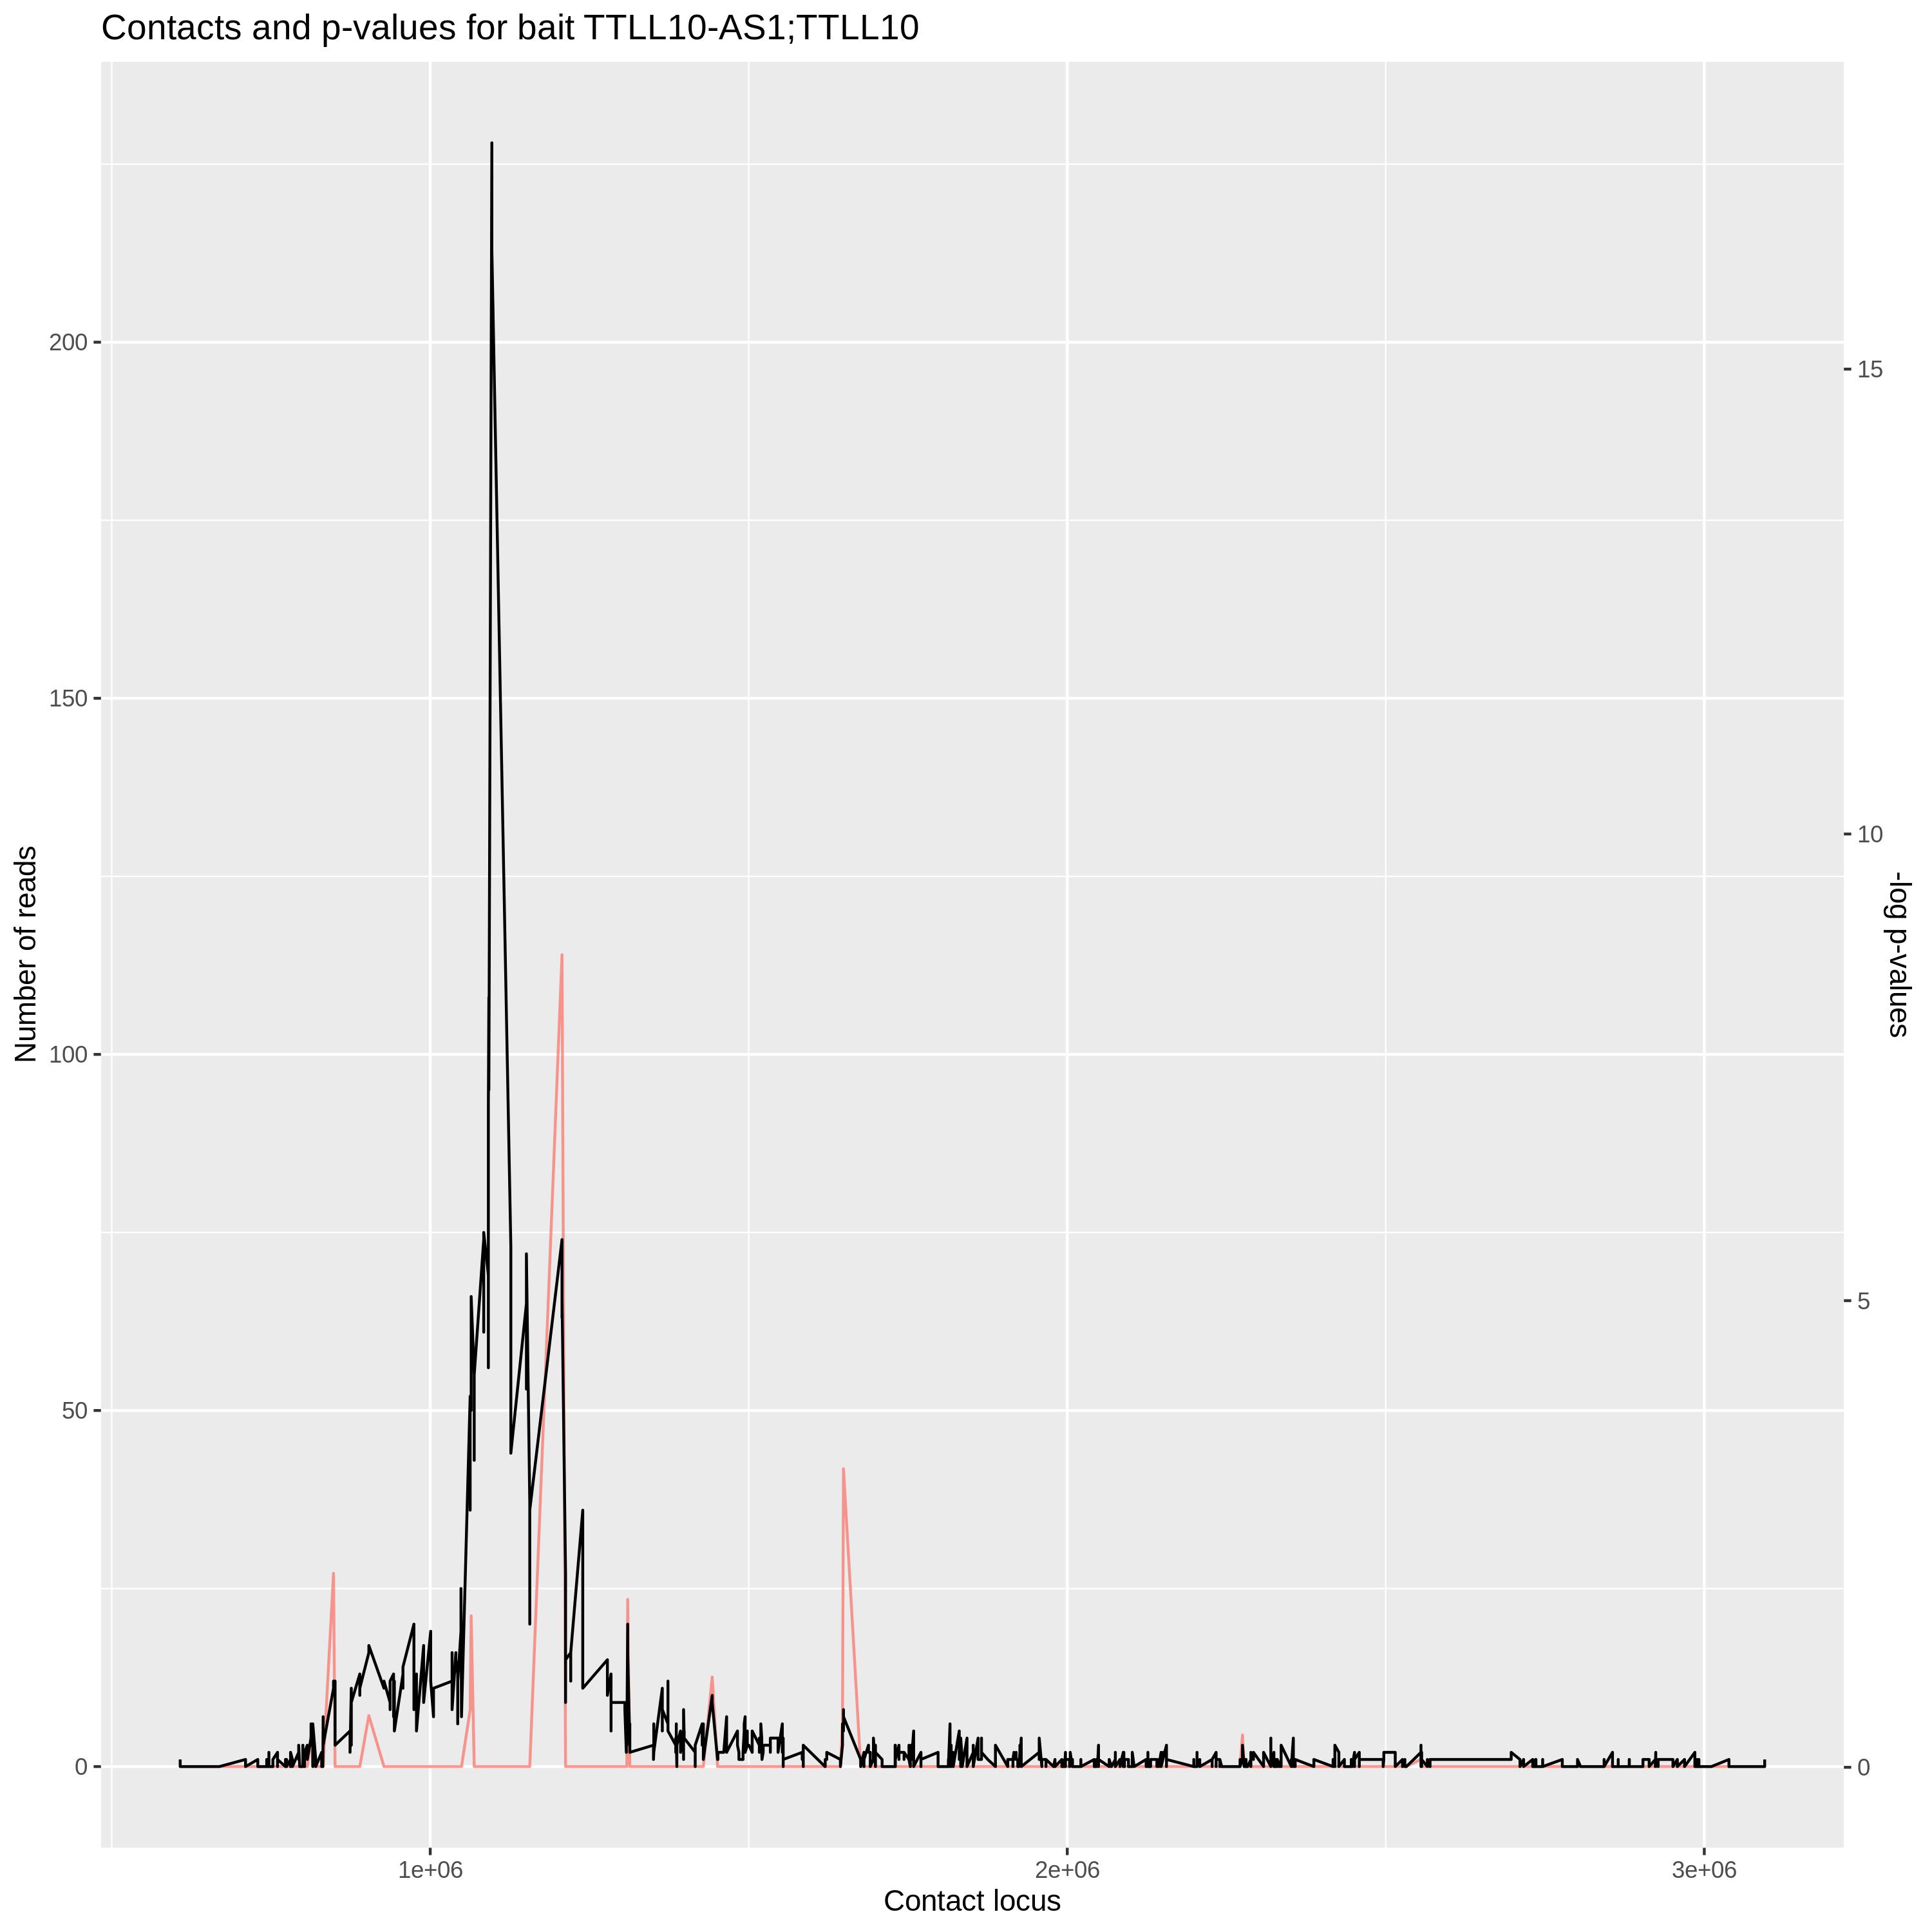 Contacts and p-values for bait TTLL10-AS1;TTLL10
200
150
100
50
0
Number of reads
15
10
5
0
-log p-values
1e+06
2e+06
3e+06
Contact locus